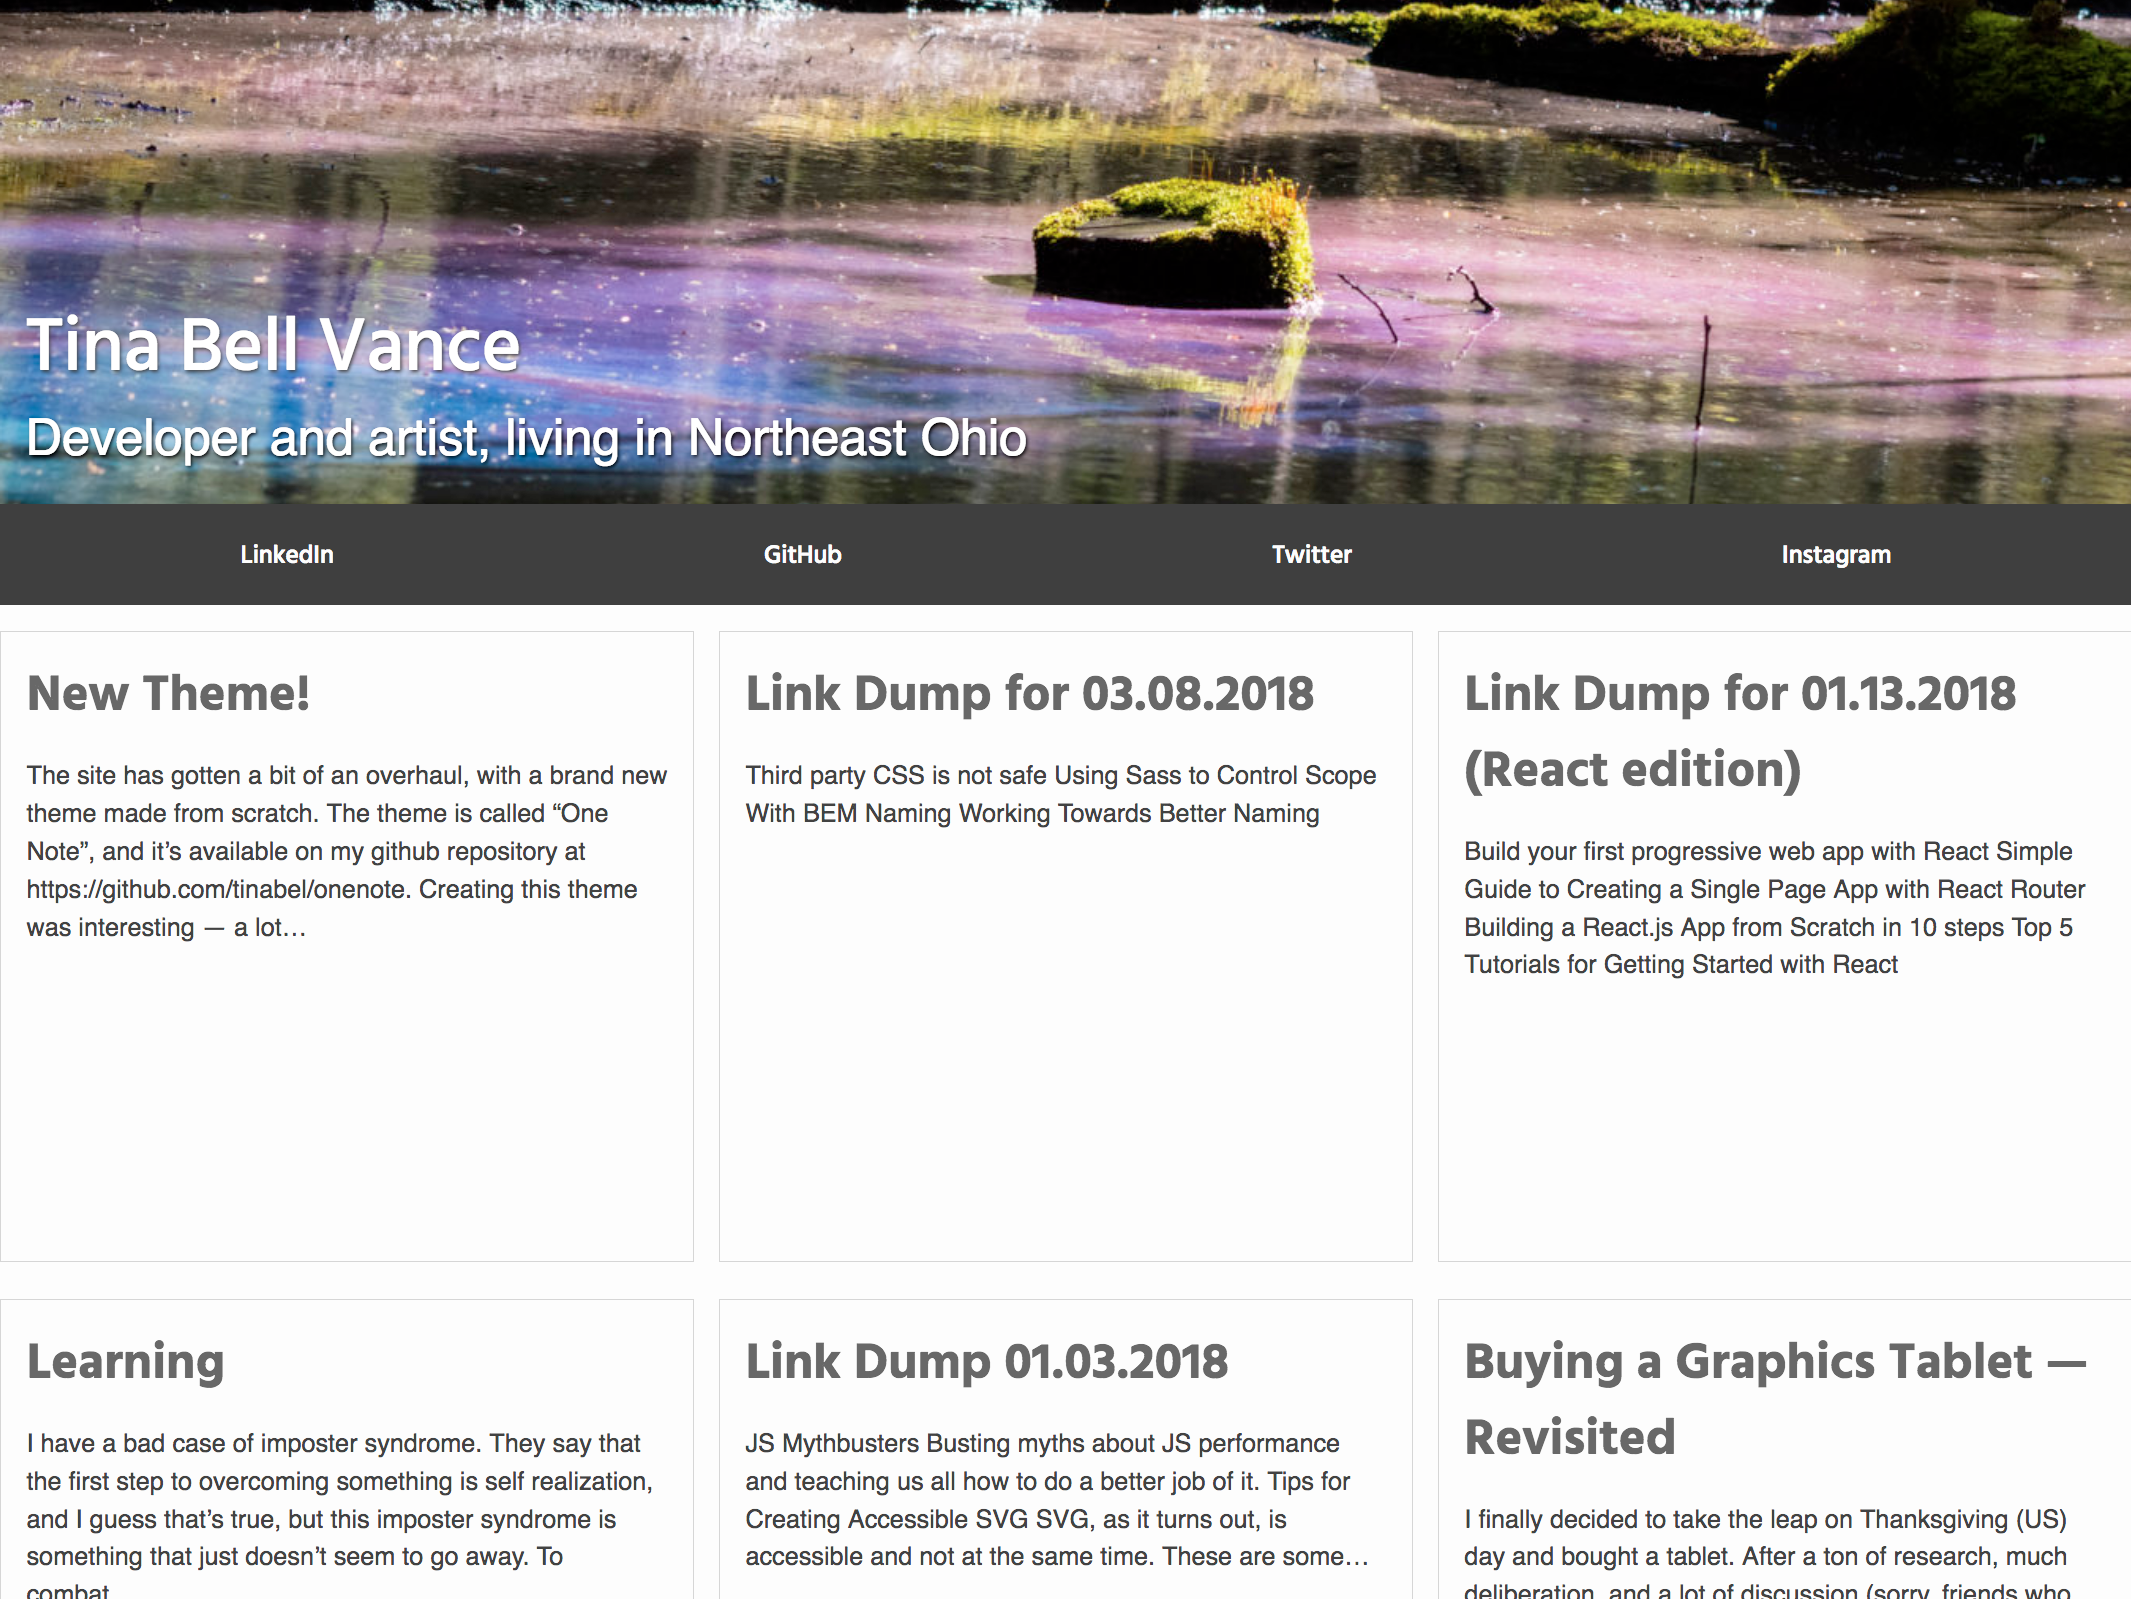 Tina Bell Vance
Developer and artist, living in Northeast Ohio
LinkedIn
GitHub
Twitter
Instagram
New Theme!
The site has gotten a bit of an overhaul, with a brand new
theme made from scratch. The theme is called “One
Note”, and it’s available on my github repository at
https://github.com/tinabel/onenote. Creating this theme
was interesting — a lot…
Link Dump for 03.08.2018
Third party CSS is not safe Using Sass to Control Scope
With BEM Naming Working Towards Better Naming
Link Dump for 01.13.2018
(React edition)
Build your first progressive web app with React Simple
Guide to Creating a Single Page App with React Router
Building a React.js App from Scratch in 10 steps Top 5
Tutorials for Getting Started with React
Learning
I have a bad case of imposter syndrome. They say that
the first step to overcoming something is self realization,
and I guess that’s true, but this imposter syndrome is
something that just doesn’t seem to go away. To
combat
Link Dump 01.03.2018
JS Mythbusters Busting myths about JS performance
and teaching us all how to do a better job of it. Tips for
Creating Accessible SVG SVG, as it turns out, is
accessible and not at the same time. These are some…
Buying a Graphics Tablet —
Revisited
I finally decided to take the leap on Thanksgiving (US)
day and bought a tablet. After a ton of research, much
deliberation, and a lot of discussion (sorry, friends who